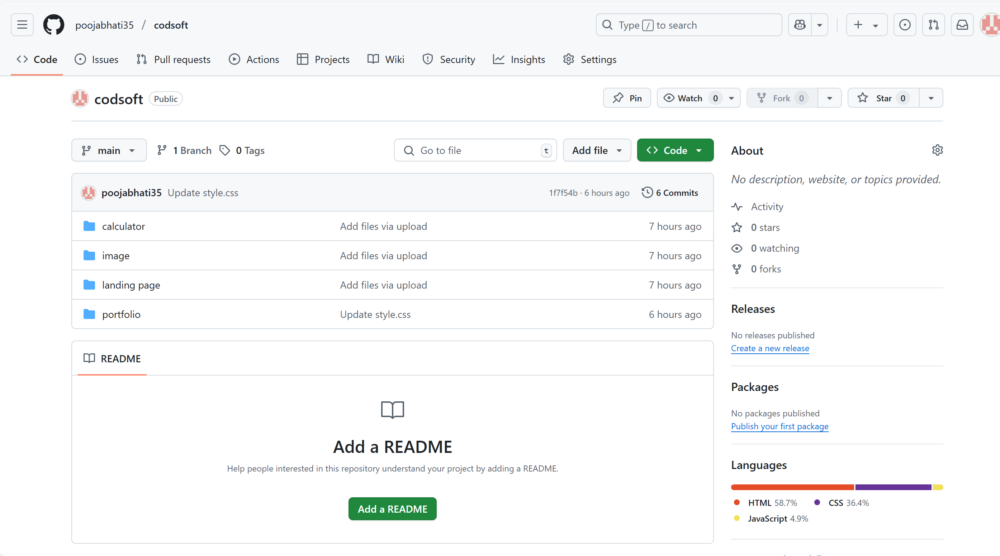 poojabhati35 / codsoft
Type / to search
Code Issues Pull requests Actions Projects Wiki Security Insights Settings
codsoft Public
Pin Watch 0 Fork 0 Star 0
main 1 Branch 0 Tags
Go to file t Add file Code
poojabhati35 Update style.css 1f7f54b · 6 hours ago 6 Commits
calculator Add files via upload 7 hours ago
image Add files via upload 7 hours ago
landing page Add files via upload 7 hours ago
portfolio Update style.css 6 hours ago
README
Add a README
Help people interested in this repository understand your project by adding a README.
Add a README
About
No description, website, or topics provided.
Activity
0 stars
0 watching
0 forks
Releases
No releases published
Create a new release
Packages
No packages published
Publish your first package
Languages
HTML 58.7% CSS 36.4%
JavaScript 4.9%